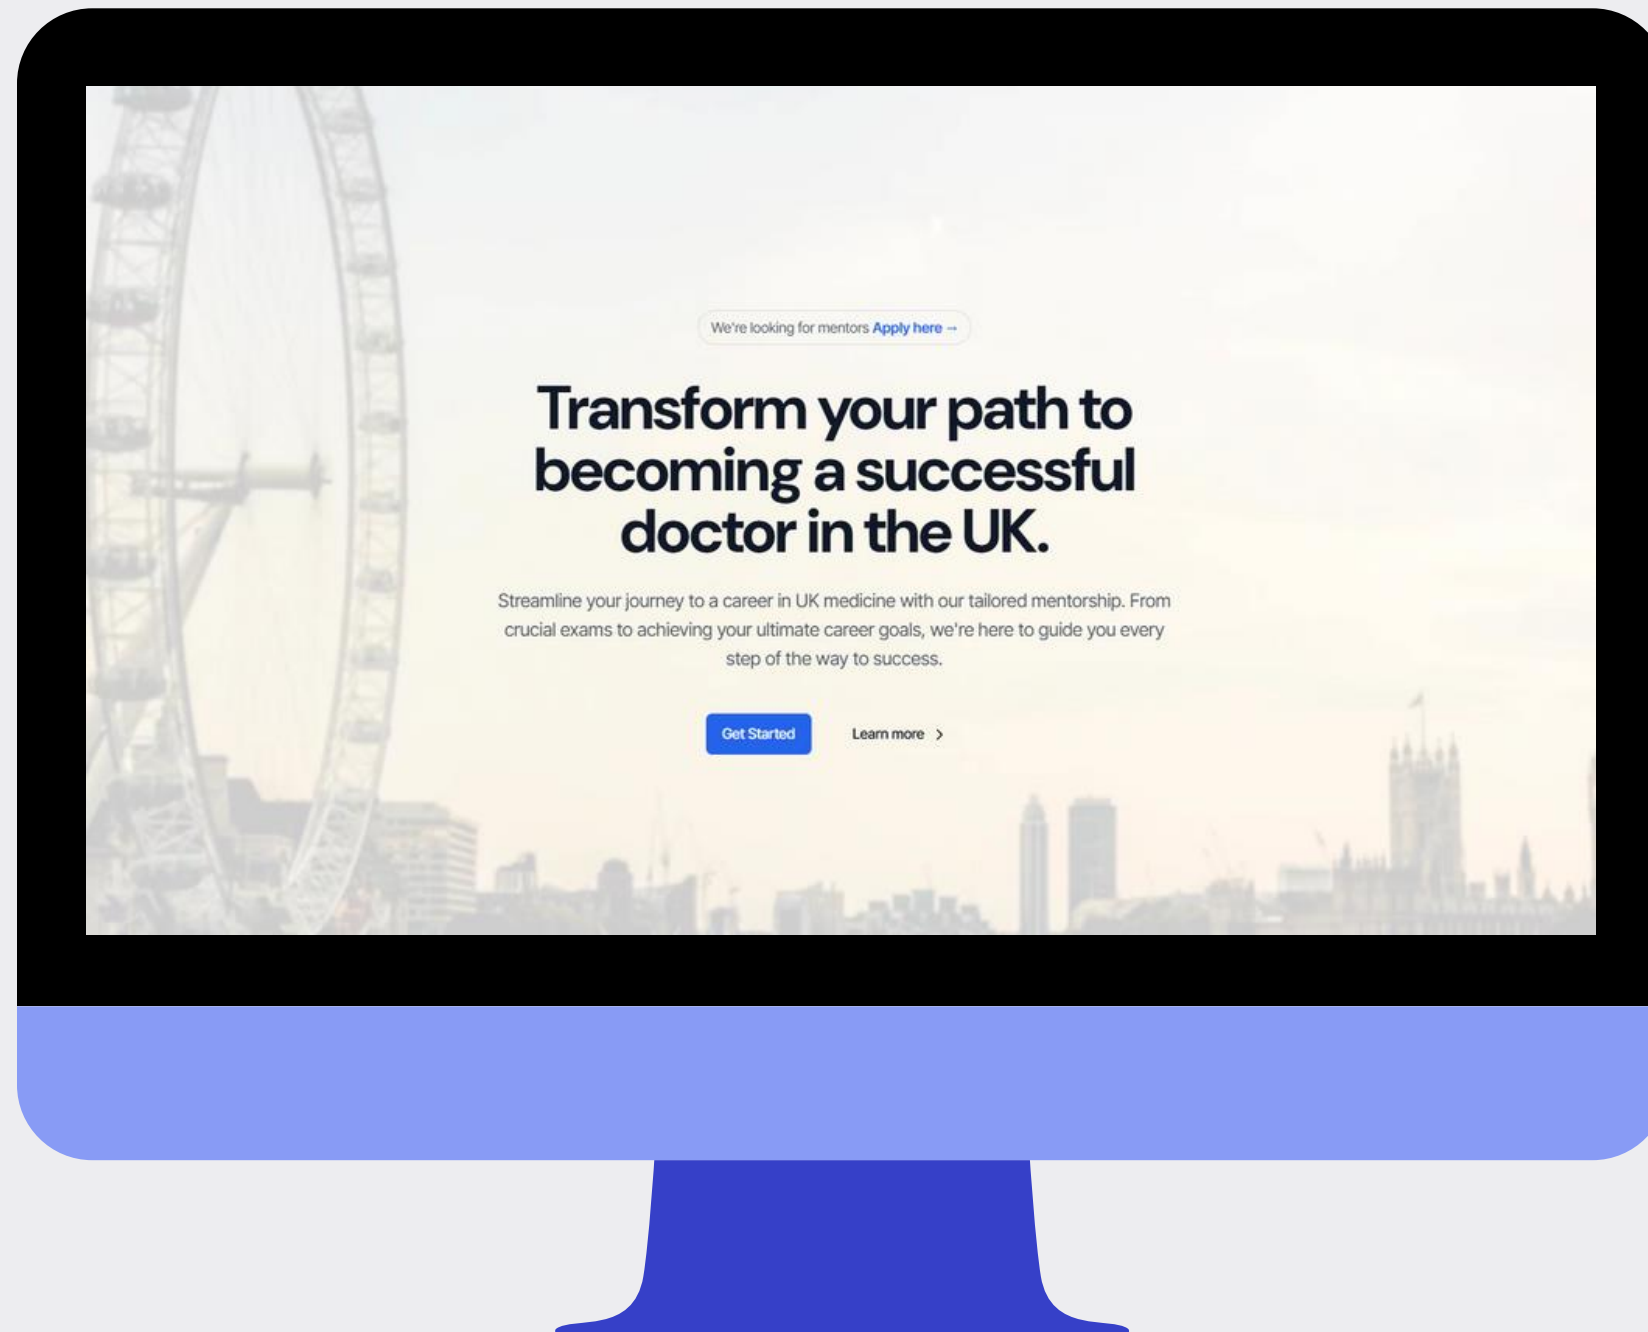 We're looking for mentors Apply here →
Transform your path to
becoming a successful
doctor in the UK.
Streamline your journey to a career in UK medicine with our tailored mentorship. From
crucial exams to achieving your ultimate career goals, we're here to guide you every
step of the way to success.
Get Started
Learn more >